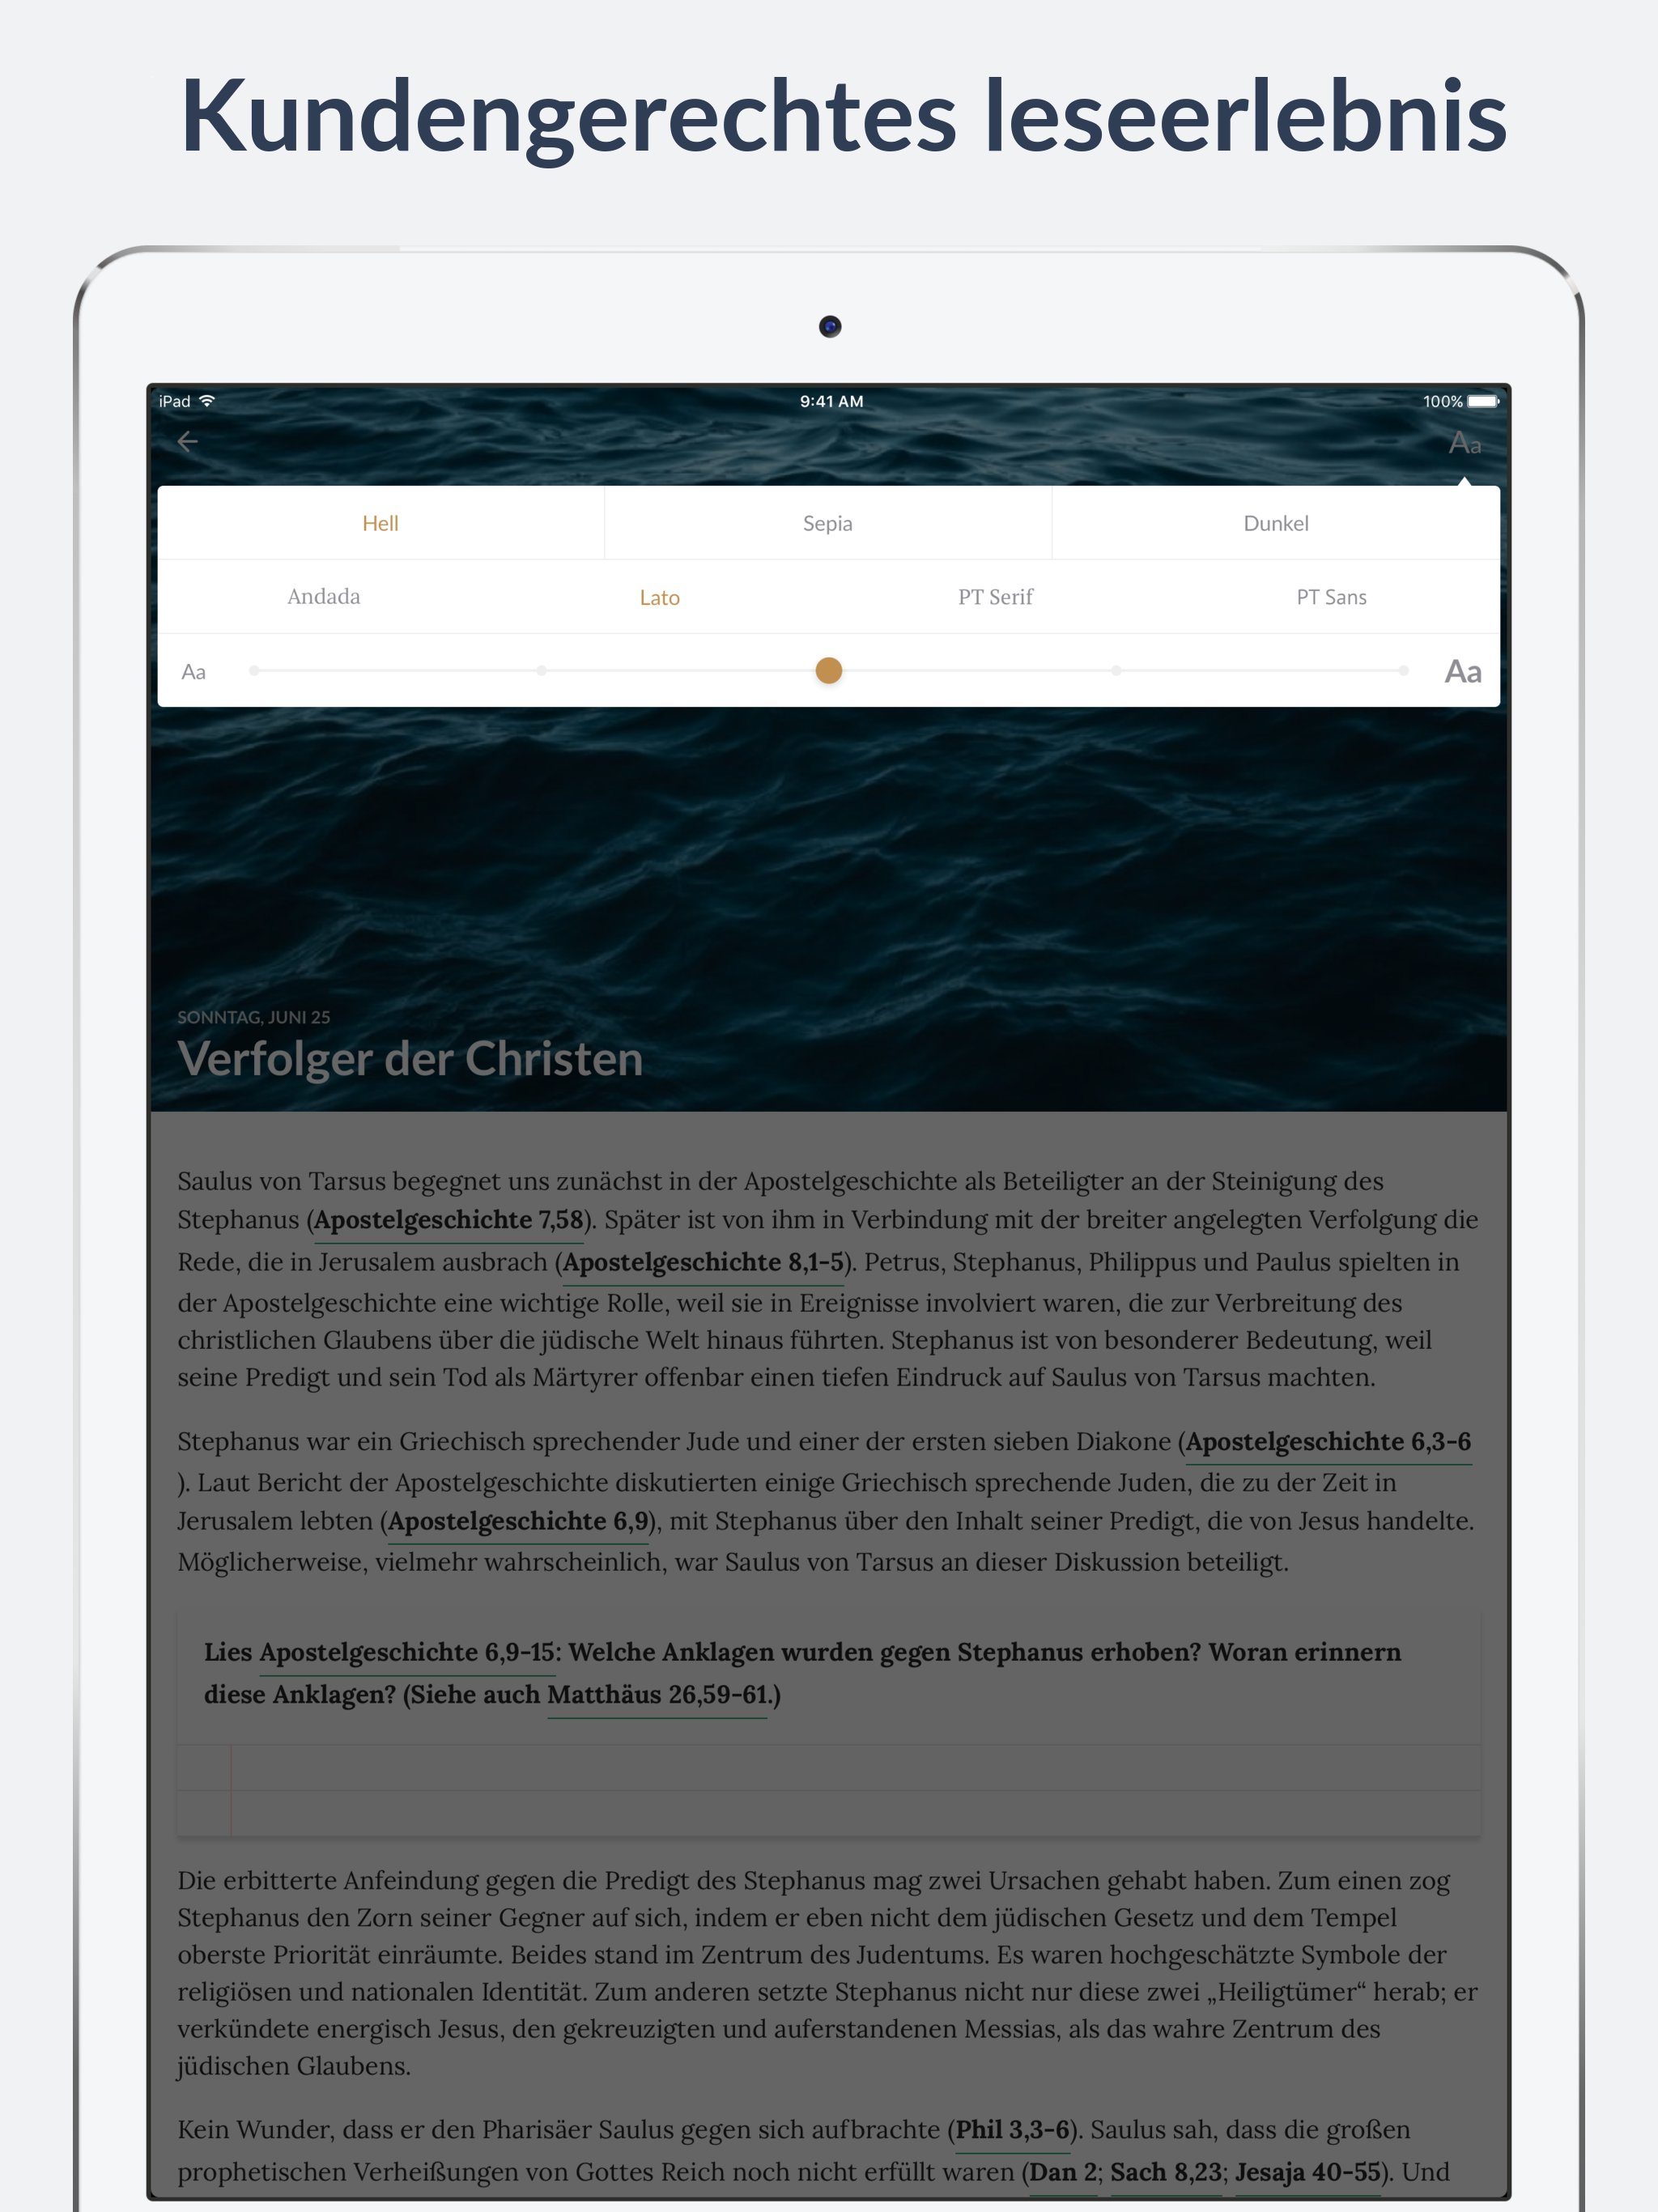 Kundengerechtes leseerlebnis
iPad 9:41 AM 100%
Aa
Hell Sepia Dunkel
Andada Lato PT Serif PT Sans
Aa Aa
SONNTAG, JUNI 25
Verfolger der Christen
Saulus von Tarsus begegnet uns zunächst in der Apostelgeschichte als Beteiligter an der Steinigung des
Stephanus (Apostelgeschichte 7,58). Später ist von ihm in Verbindung mit der breiter angelegten Verfolgung die
Rede, die in Jerusalem ausbrach (Apostelgeschichte 8,1-5). Petrus, Stephanus, Philippus und Paulus spielten in
der Apostelgeschichte eine wichtige Rolle, weil sie in Ereignisse involviert waren, die zur Verbreitung des
christlichen Glaubens über die jüdische Welt hinaus führten. Stephanus ist von besonderer Bedeutung, weil
seine Predigt und sein Tod als Märtyrer offenbar einen tiefen Eindruck auf Saulus von Tarsus machten.
Stephanus war ein Griechisch sprechender Jude und einer der ersten sieben Diakone (Apostelgeschichte 6,3-6
). Laut Bericht der Apostelgeschichte diskutierten einige Griechisch sprechende Juden, die zu der Zeit in
Jerusalem lebten (Apostelgeschichte 6,9), mit Stephanus über den Inhalt seiner Predigt, die von Jesus handelte.
Möglicherweise, vielmehr wahrscheinlich, war Saulus von Tarsus an dieser Diskussion beteiligt.
Lies Apostelgeschichte 6,9-15: Welche Anklagen wurden gegen Stephanus erhoben? Woran erinnern
diese Anklagen? (Siehe auch Matthäus 26,59-61.)
Die erbitterte Anfeindung gegen die Predigt des Stephanus mag zwei Ursachen gehabt haben. Zum einen zog
Stephanus den Zorn seiner Gegner auf sich, indem er eben nicht dem jüdischen Gesetz und dem Tempel
oberste Priorität einräumte. Beides stand im Zentrum des Judentums. Es waren hochgeschätzte Symbole der
religiösen und nationalen Identität. Zum anderen setzte Stephanus nicht nur diese zwei „Heiligtümer“ herab; er
verkündete energisch Jesus, den gekreuzigten und auferstandenen Messias, als das wahre Zentrum des
jüdischen Glaubens.
Kein Wunder, dass er den Pharisäer Saulus gegen sich aufbrachte (Phil 3,3-6). Saulus sah, dass die großen
prophetischen Verheißungen von Gottes Reich noch nicht erfüllt waren (Dan 2; Sach 8,23; Jesaja 40-55). Und